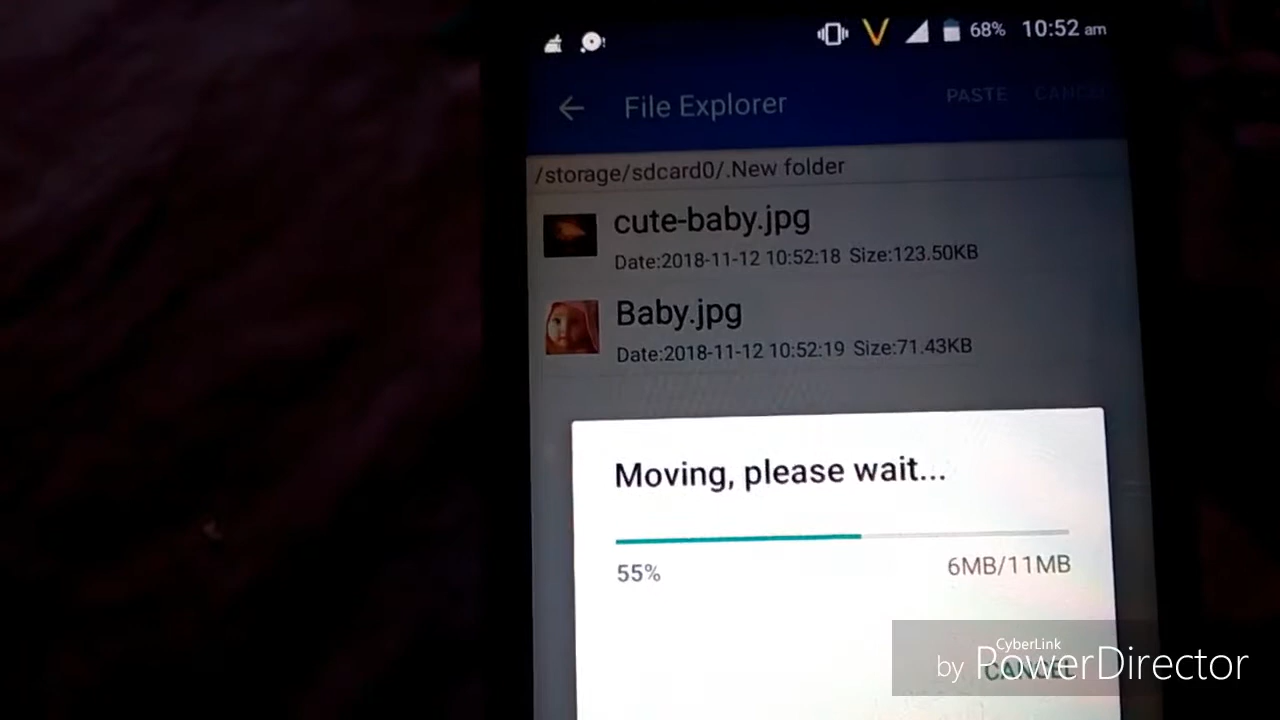 68% 10:52 am
File Explorer PASTE CANCEL
/storage/sdcard0/.New folder
cute-baby.jpg
Date:2018-11-12 10:52:18 Size:123.50KB
Baby.jpg
Date:2018-11-12 10:52:19 Size:71.43KB
Moving, please wait...
55% 6MB/11MB
CANCEL
CyberLink
by PowerDirector